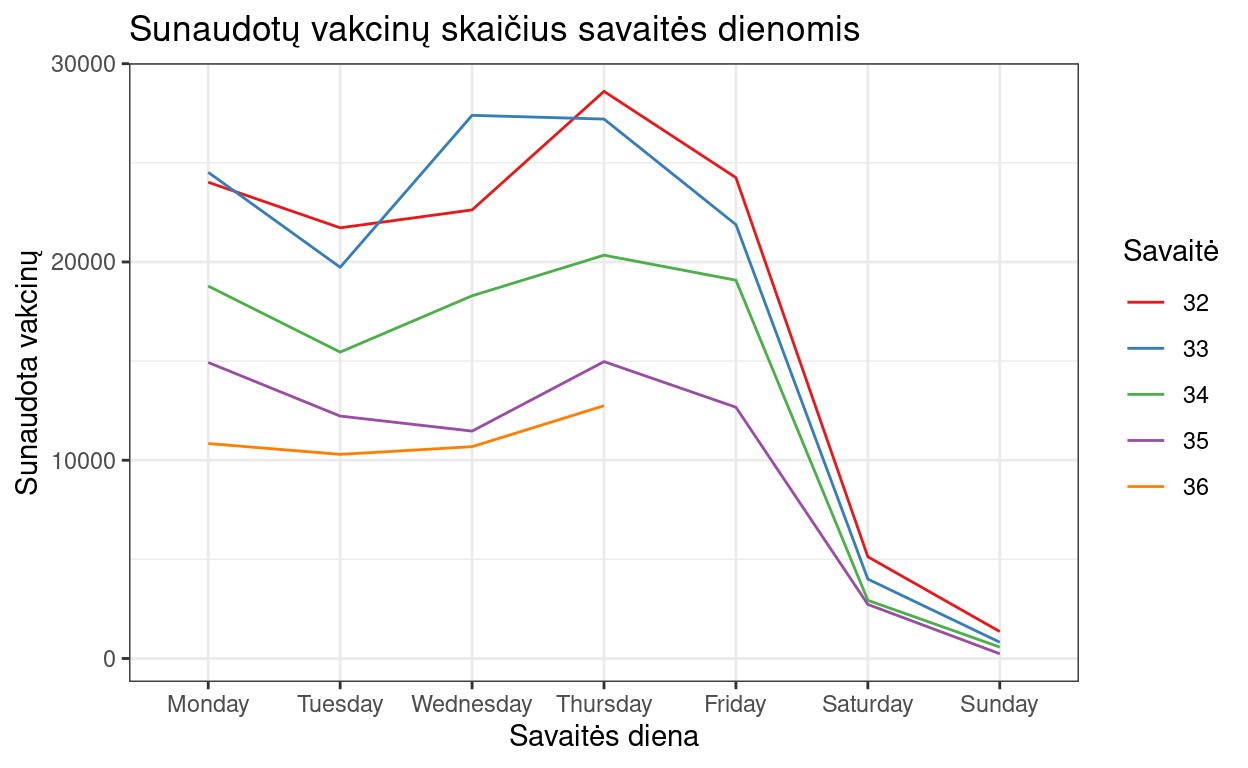 Sunaudotų vakcinų skaičius savaitės dienomis
30000
20000
10000
0
Sunaudota vakcinų
Monday Tuesday Wednesday Thursday Friday Saturday Sunday
Savaitės diena
Savaitė
32
33
34
35
36